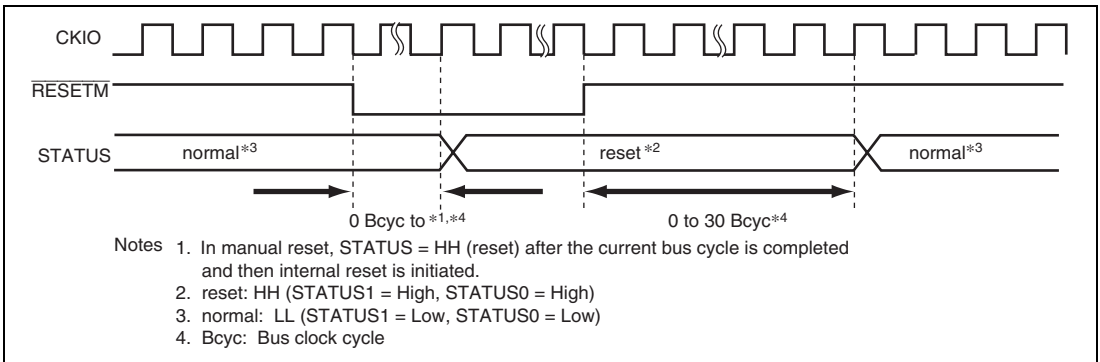 CKIO
RESETM
STATUS normal*3 reset*2 normal*3
0 Bcyc to *1,*4 0 to 30 Bcyc*4
Notes 1. In manual reset, STATUS = HH (reset) after the current bus cycle is completed
and then internal reset is initiated.
2. reset: HH (STATUS1 = High, STATUS0 = High)
3. normal: LL (STATUS1 = Low, STATUS0 = Low)
4. Bcyc: Bus clock cycle